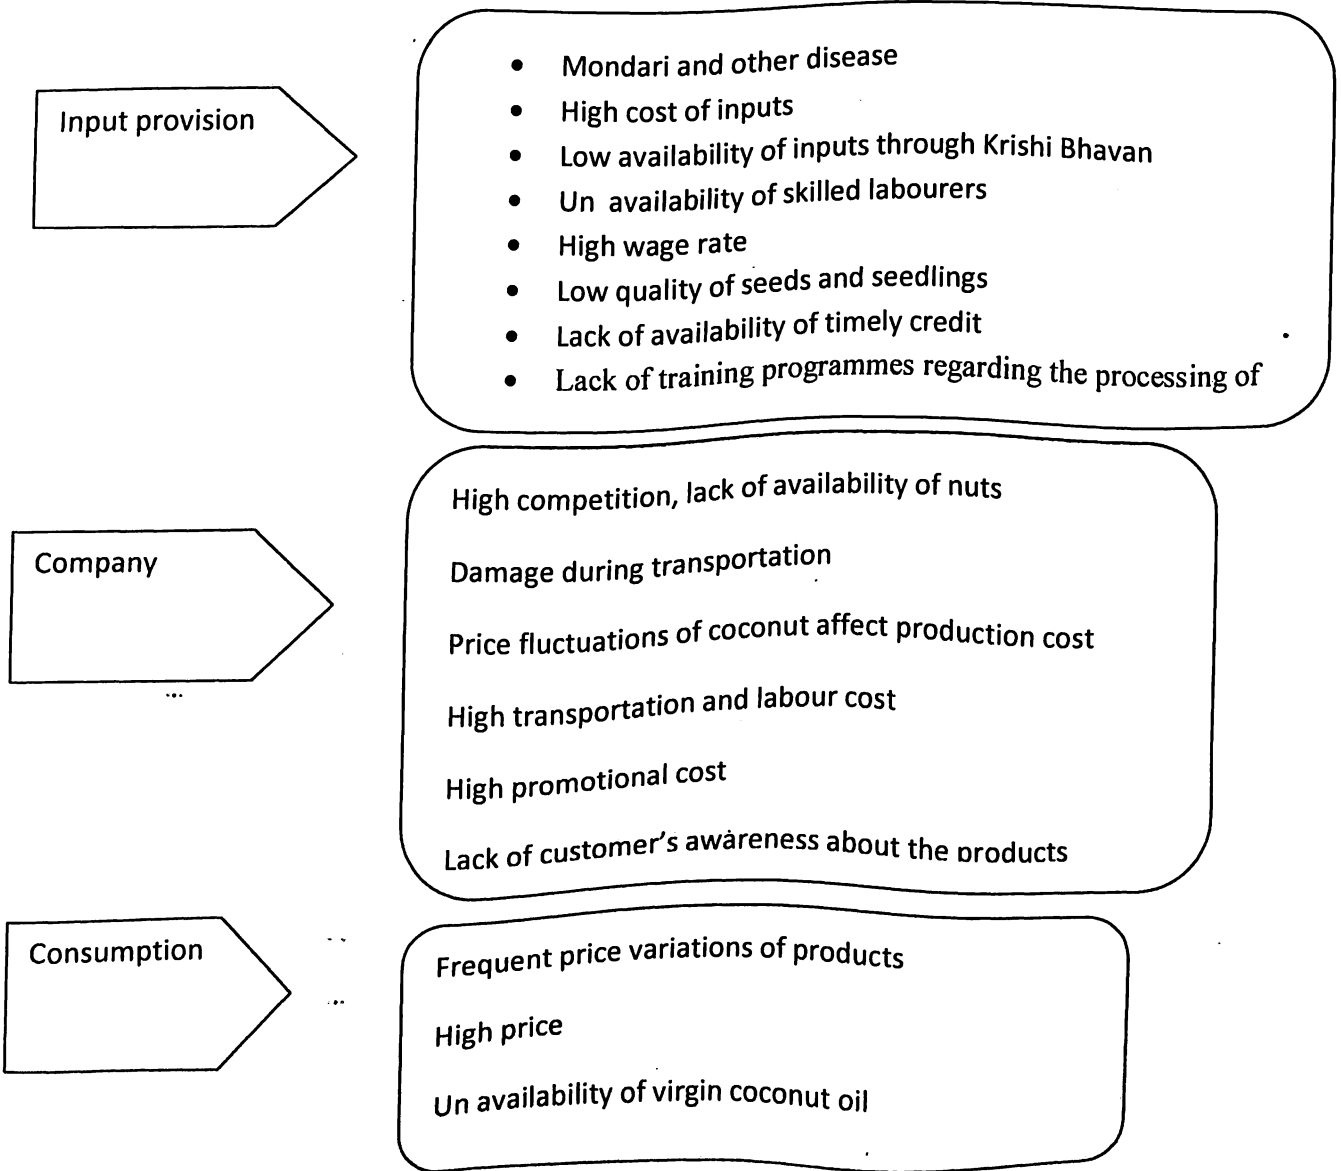 Input provision
• Mondari and other disease
• High cost of inputs
• Low availability of inputs through Krishi Bhavan
• Un availability of skilled labourers
• High wage rate
• Low quality of seeds and seedlings
• Lack of availability of timely credit
• Lack of training programmes regarding the processing of
Company
High competition, lack of availability of nuts
Damage during transportation
Price fluctuations of coconut affect production cost
High transportation and labour cost
High promotional cost
Lack of customer's awareness about the products
Consumption
Frequent price variations of products
High price
Un availability of virgin coconut oil